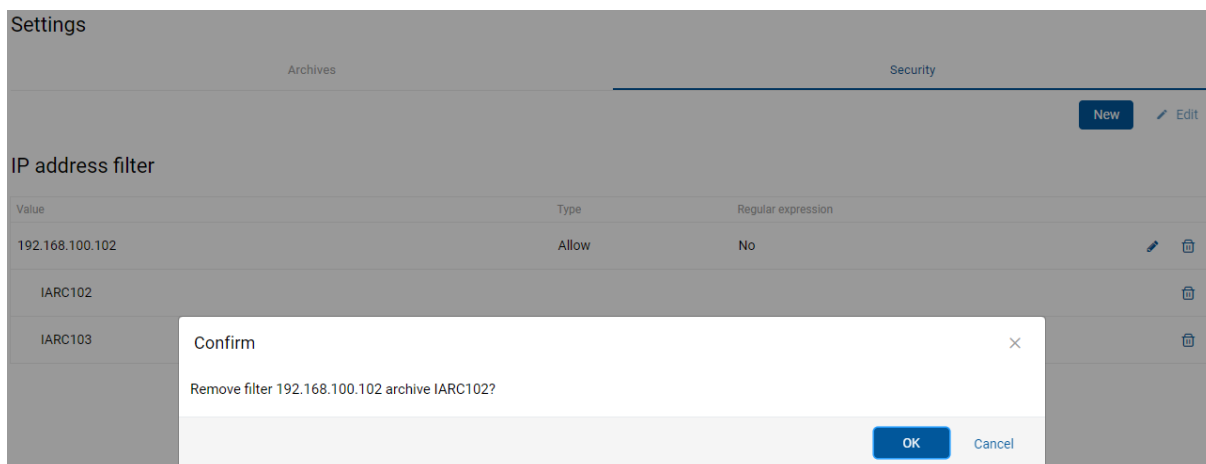 Settings
Archives Security
New Edit
IP address filter
Value Type Regular expression
192.168.100.102 Allow No
IARC102
IARC103
Confirm
Remove filter 192.168.100.102 archive IARC102?
OK Cancel